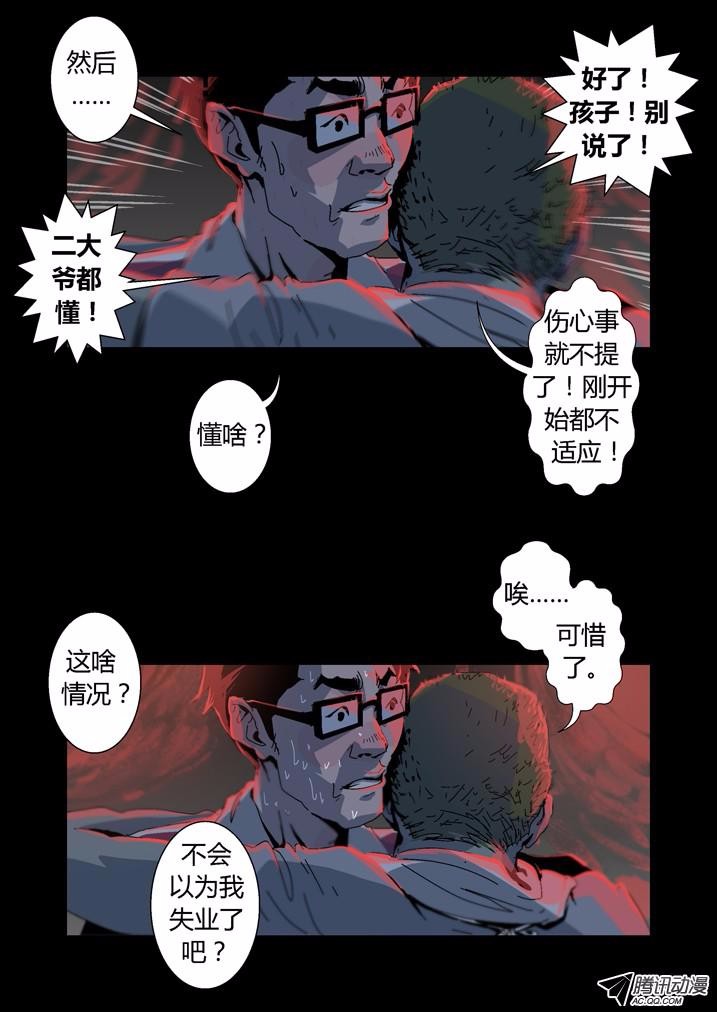 然后
……
好了！
孩子！别
说了！
二大
爷都
懂！
伤心事
就不提
了！刚开
始都不
适应！
懂啥？
唉……
可惜
了。
这啥
情况？
不会
以为我
失业了
吧？
腾讯动漫
AC.QQ.COM